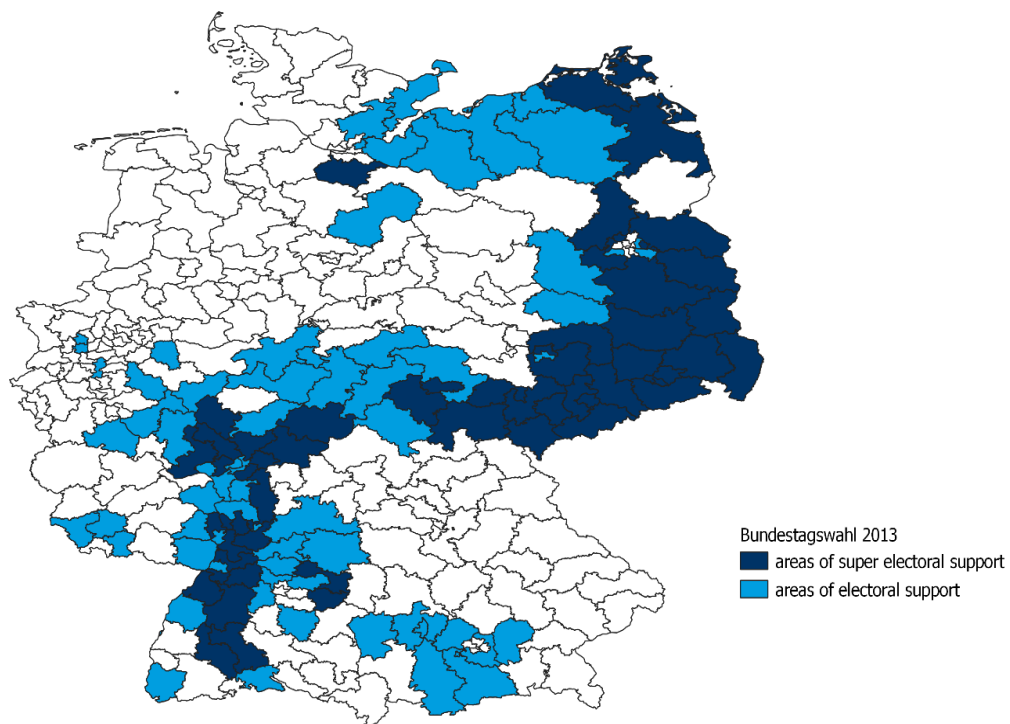 Bundestagswahl 2013
areas of super electoral support
areas of electoral support